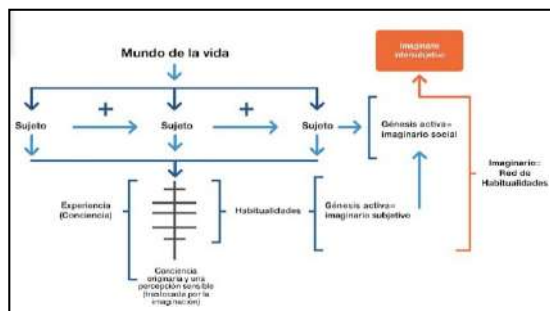 Mundo de la vida
Imaginario
intersubjetivo
+
+
Sujeto
Sujeto
Sujeto
Génesis activa=
imaginario social
Imaginario=
Red de
Habitualidades
Experiencia
(Conciencia)
Habitualidades
Génesis activa=
imaginario subjetivo
Conciencia
originaria y una
percepción sensible
(trastocada por la
imaginación)